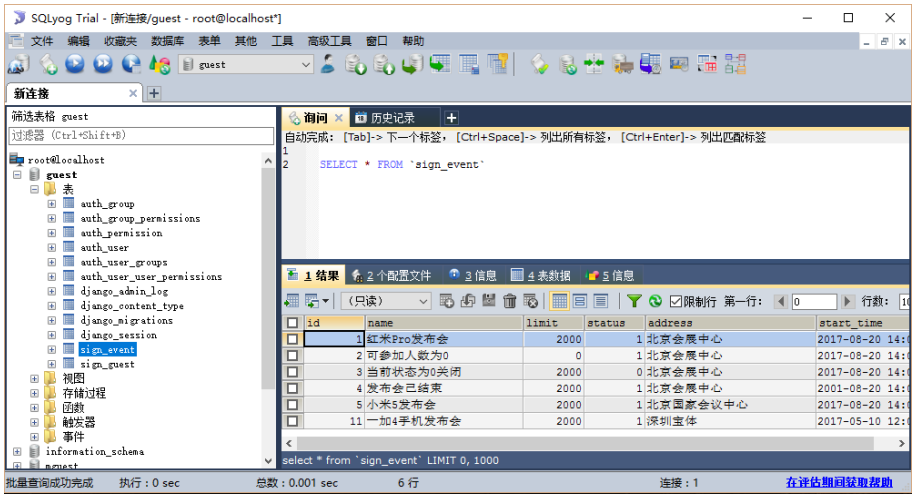 SQLyog Trial - [新连接/guest - root@localhost*]
文件 编辑 收藏夹 数据库 表单 其他 工具 高级工具 窗口 帮助
guest
新连接
筛选表格 guest
过滤器 (Ctrl+Shift+B)
root@localhost
guest
表
auth_group
auth_group_permissions
auth_permission
auth_user
auth_user_groups
auth_user_user_permissions
django_admin_log
django_content_type
django_migrations
django_session
sign_event
sign_guest
视图
存储过程
函数
触发器
事件
information_schema
mguest
询问 历史记录
自动完成: [Tab]-> 下一个标签, [Ctrl+Space]-> 列出所有标签, [Ctrl+Enter]-> 列出匹配标签
1
2 SELECT * FROM `sign_event`
1 结果 2 个配置文件 3 信息 4 表数据 5 信息
(只读) 限制行 第一行: 0 行数: 10
id name limit status address start_time
1 红米Pro发布会 2000 1 北京会展中心 2017-08-20 14:0
2 可参加人数为0 0 1 北京会展中心 2017-08-20 14:0
3 当前状态为0关闭 2000 0 北京会展中心 2017-08-20 14:0
4 发布会已结束 2000 1 北京会展中心 2001-08-20 14:0
5 小米5发布会 2000 1 北京国家会议中心 2017-08-20 14:0
11 一加4手机发布会 2000 1 深圳宝体 2017-05-10 12:0
select * from `sign_event` LIMIT 0, 1000
批量查询成功完成 执行 : 0 sec 总数 : 0.001 sec 6 行 连接 : 1 在评估期间获取帮助